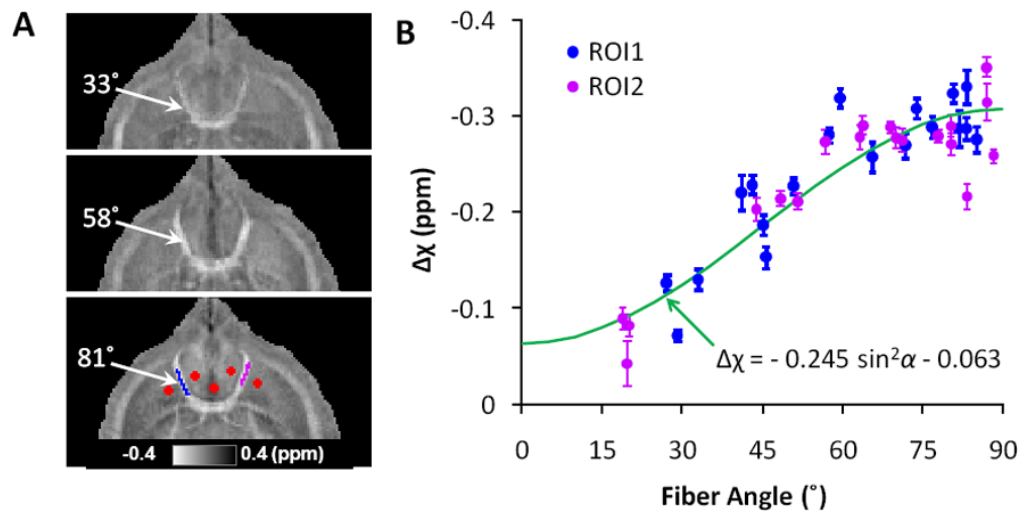 A
33°
58°
81°
-0.4 0.4 (ppm)
B
ROI1
ROI2
-0.4
-0.3
-0.2
-0.1
0
Δχ (ppm)
Δχ = - 0.245 sin²α - 0.063
0 15 30 45 60 75 90
Fiber Angle (°)